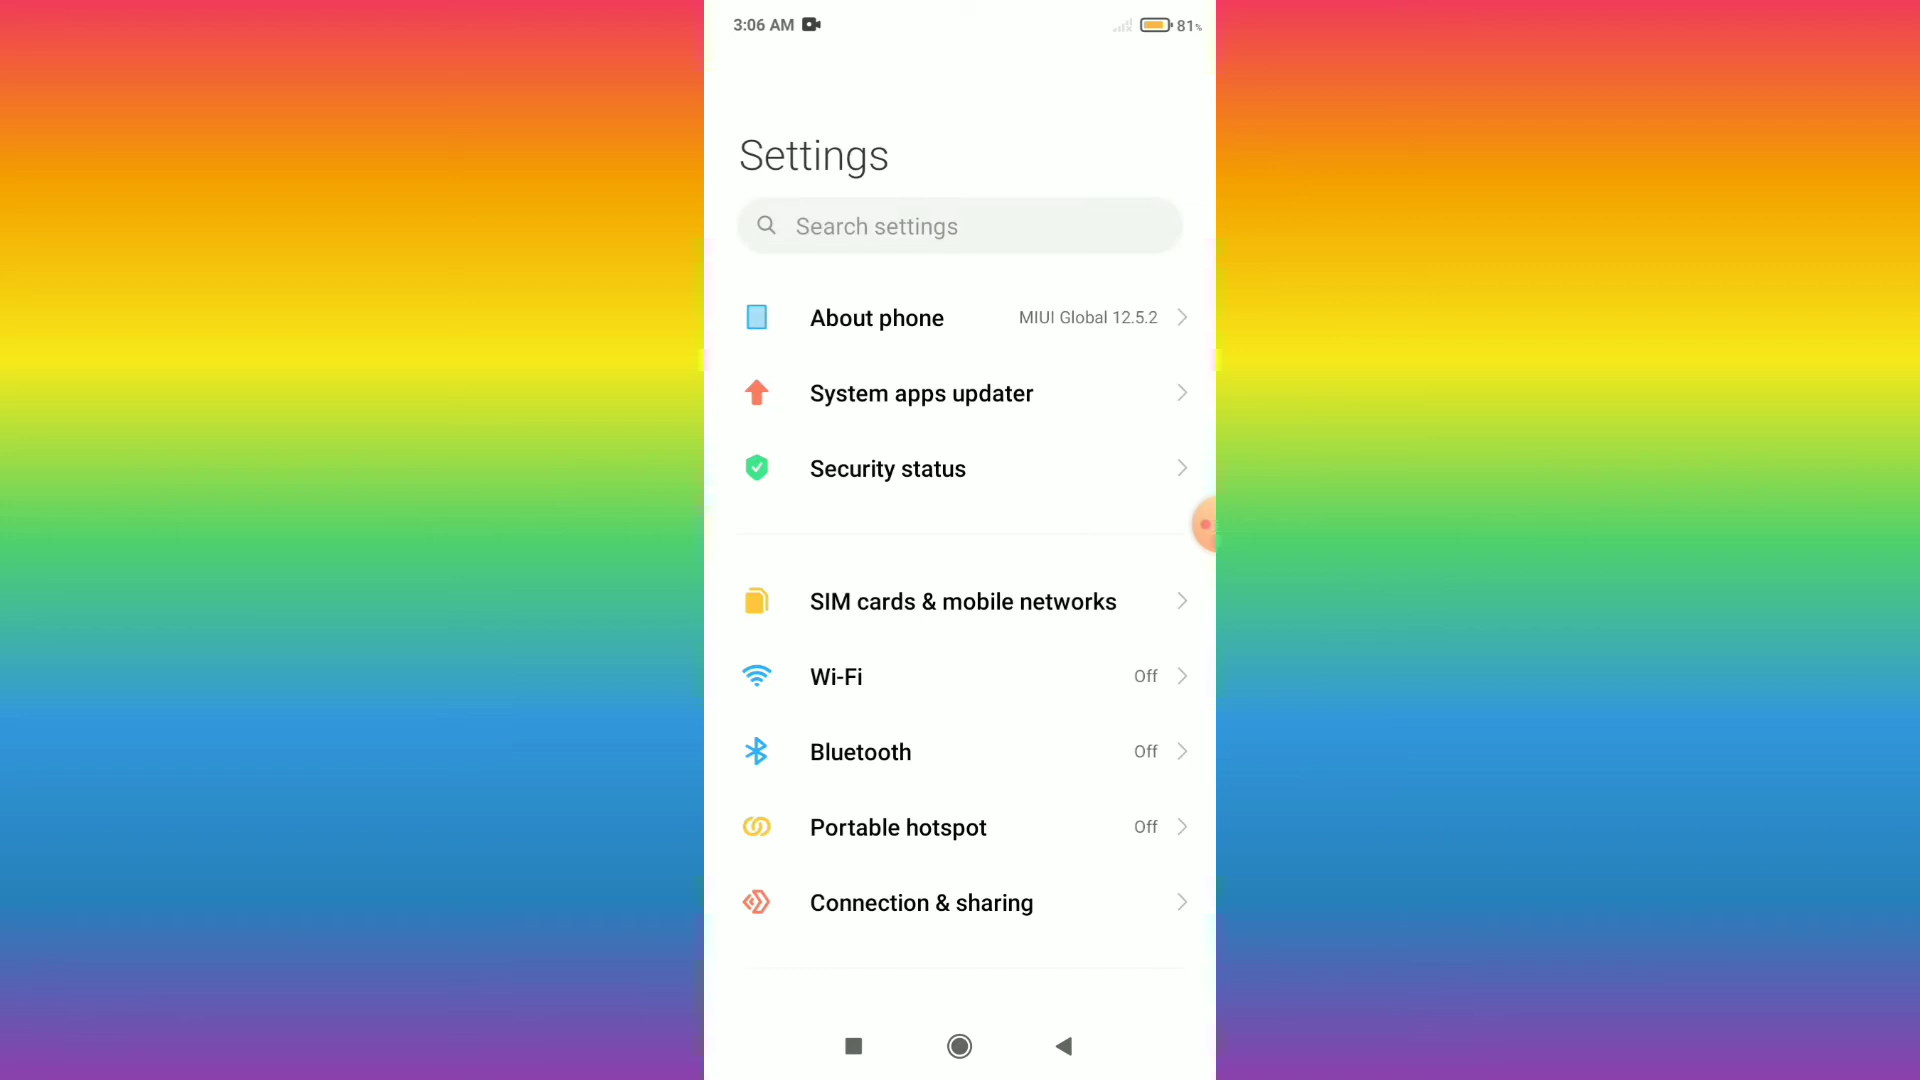 3:06 AM
81%
Settings
Search settings
About phone
MIUI Global 12.5.2
System apps updater
Security status
SIM cards & mobile networks
Wi-Fi
Off
Bluetooth
Off
Portable hotspot
Off
Connection & sharing